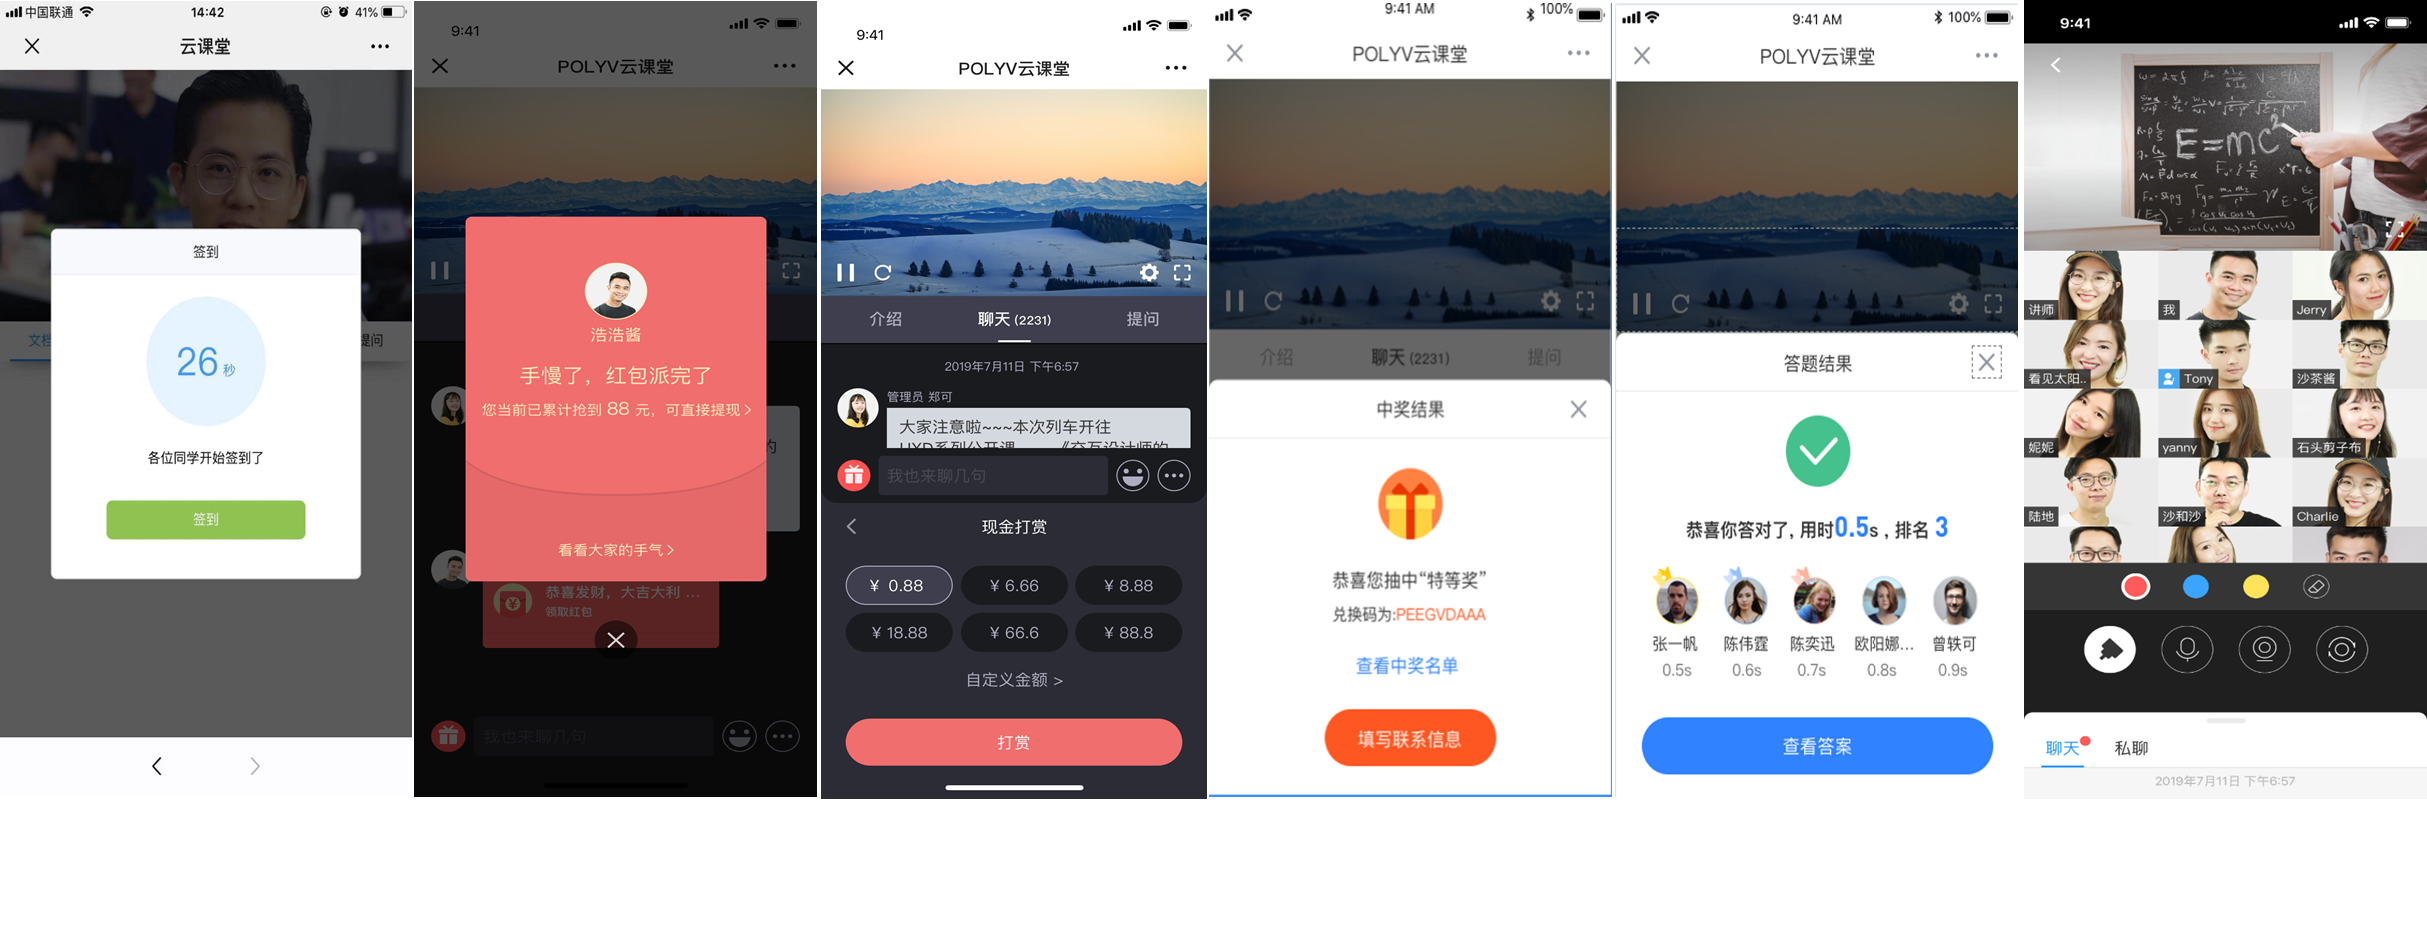 中国联通
14:42
41%
云课堂
签到
26秒
各位同学开始签到了
签到
提问
9:41
POLYV云课堂
浩浩酱
手慢了，红包派完了
您当前已累计抢到 88 元，可直接提现 >
看看大家的手气 >
恭喜发财，大吉大利 ...
领取红包
我也来聊几句
9:41
POLYV云课堂
介绍
聊天 (2231)
提问
2019年7月11日 下午6:57
管理员 郑可
大家注意啦~~~本次列车开往
我也来聊几句
现金打赏
¥ 0.88
¥ 6.66
¥ 8.88
¥ 18.88
¥ 66.6
¥ 88.8
自定义金额 >
打赏
9:41 AM
100%
POLYV云课堂
介绍
聊天 (2231)
提问
中奖结果
恭喜您抽中“特等奖”
兑换码为:PEEGVDAAA
查看中奖名单
填写联系信息
9:41 AM
100%
POLYV云课堂
答题结果
恭喜你答对了, 用时0.5s , 排名 3
张一帆
陈伟霆
陈奕迅
欧阳娜...
曾轶可
0.5s
0.6s
0.7s
0.8s
0.9s
查看答案
9:41
E=mc²
讲师
我
Jerry
看见太阳..
Tony
沙茶酱
妮妮
yanny
石头剪子布
陆地
沙和沙
Charlie
聊天
私聊
2019年7月11日 下午6:57